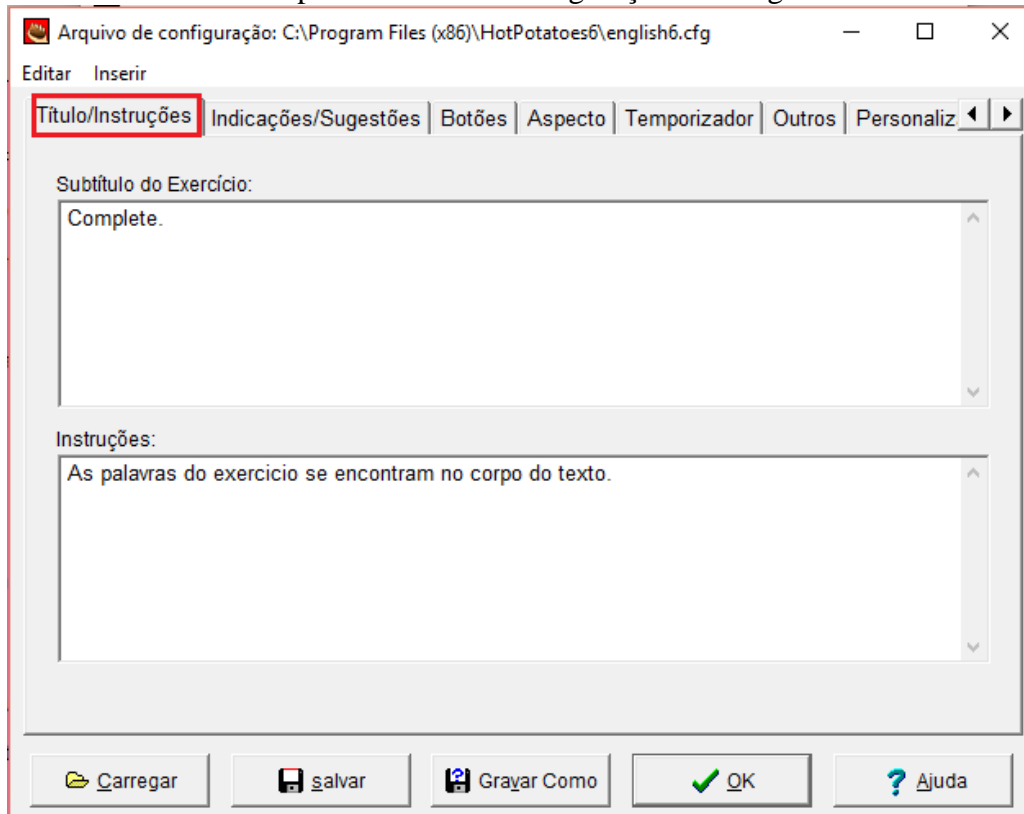 Arquivo de configuração: C:\Program Files (x86)\HotPotatoes6\english6.cfg
Editar Inserir
Título/Instruções Indicações/Sugestões Botões Aspecto Temporizador Outros Personaliz
Subtítulo do Exercício:
Complete.
Instruções:
As palavras do exercicio se encontram no corpo do texto.
Carregar salvar Gravar Como OK Ajuda